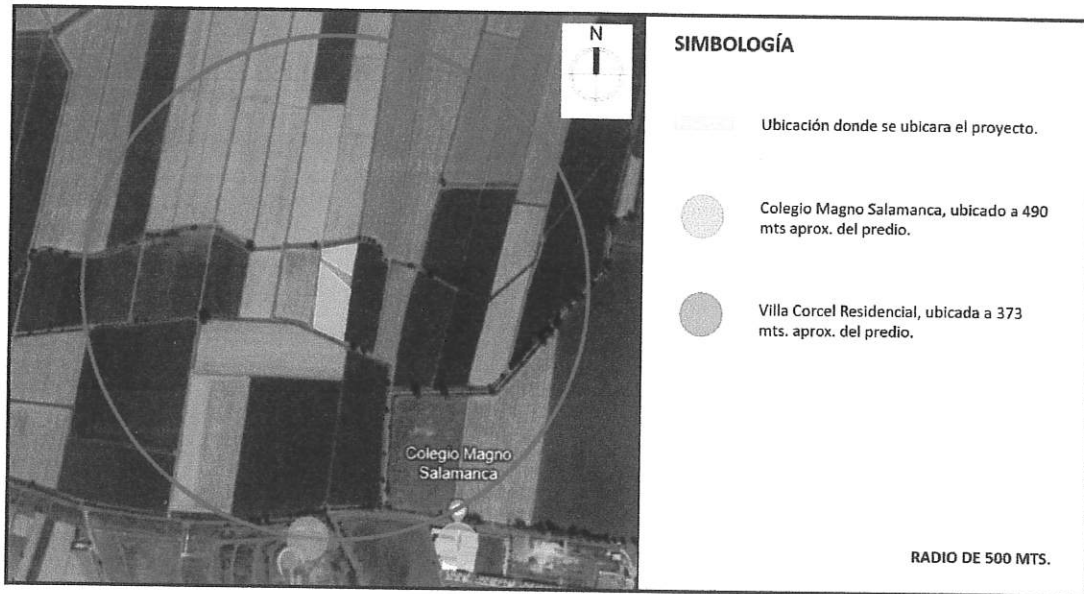 N
Colegio Magno
Salamanca
SIMBOLOGÍA
Ubicación donde se ubicara el proyecto.
Colegio Magno Salamanca, ubicado a 490
mts aprox. del predio.
Villa Corcel Residencial, ubicada a 373
mts. aprox. del predio.
RADIO DE 500 MTS.